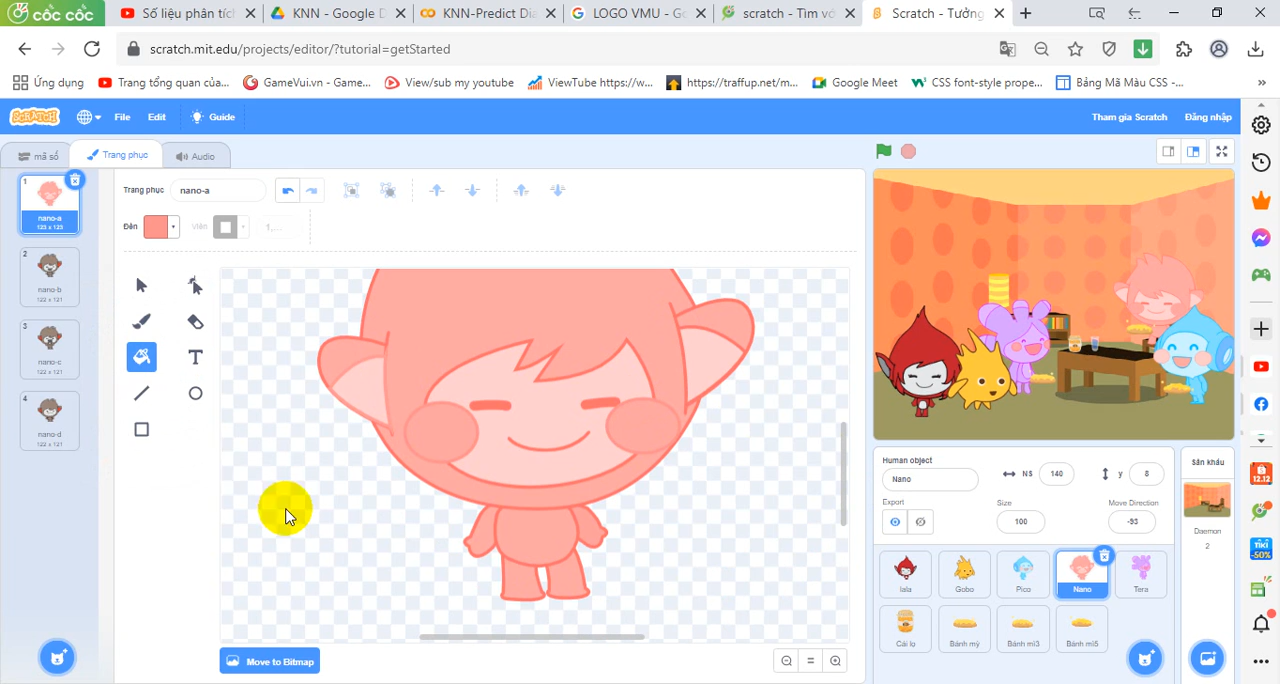 CỐC CỐC
Số liệu phân tích
KNN - Google D
KNN-Predict Dia
LOGO VMU - Go
scratch - Tìm vớ
Scratch - Tưởng
scratch.mit.edu/projects/editor/?tutorial=getStarted
Ứng dụng
Trang tổng quan của...
GameVui.vn - Game...
View/sub my youtube
ViewTube https://w...
https://traffup.net/m...
Google Meet
CSS font-style prope...
Bảng Mã Màu CSS -...
SCRATCH
File
Edit
Guide
Tham gia Scratch
Đăng nhập
mã số
Trang phục
Audio
Trang phục
nano-a
Viền
1,...
1
nano-a
123 x 123
2
nano-b
122 x 121
3
nano-c
122 x 121
4
nano-d
122 x 121
T
Move to Bitmap
Human object
Nano
NS
140
y
8
Export
Size
Move Direction
100
-93
lala
Gobo
Pico
Nano
Tera
Cái lọ
Bánh mỳ
Bánh mì3
Bánh mì5
Sân khấu
Daemon
2
12.12
TIKI
-50%